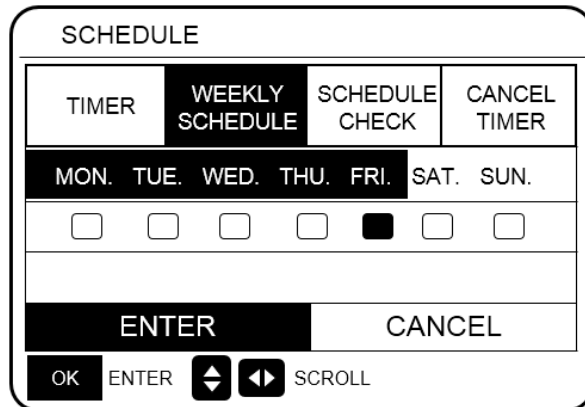 SCHEDULE
TIMER WEEKLY SCHEDULE SCHEDULE CHECK CANCEL TIMER
MON. TUE. WED. THU. FRI. SAT. SUN.
ENTER CANCEL
OK ENTER SCROLL